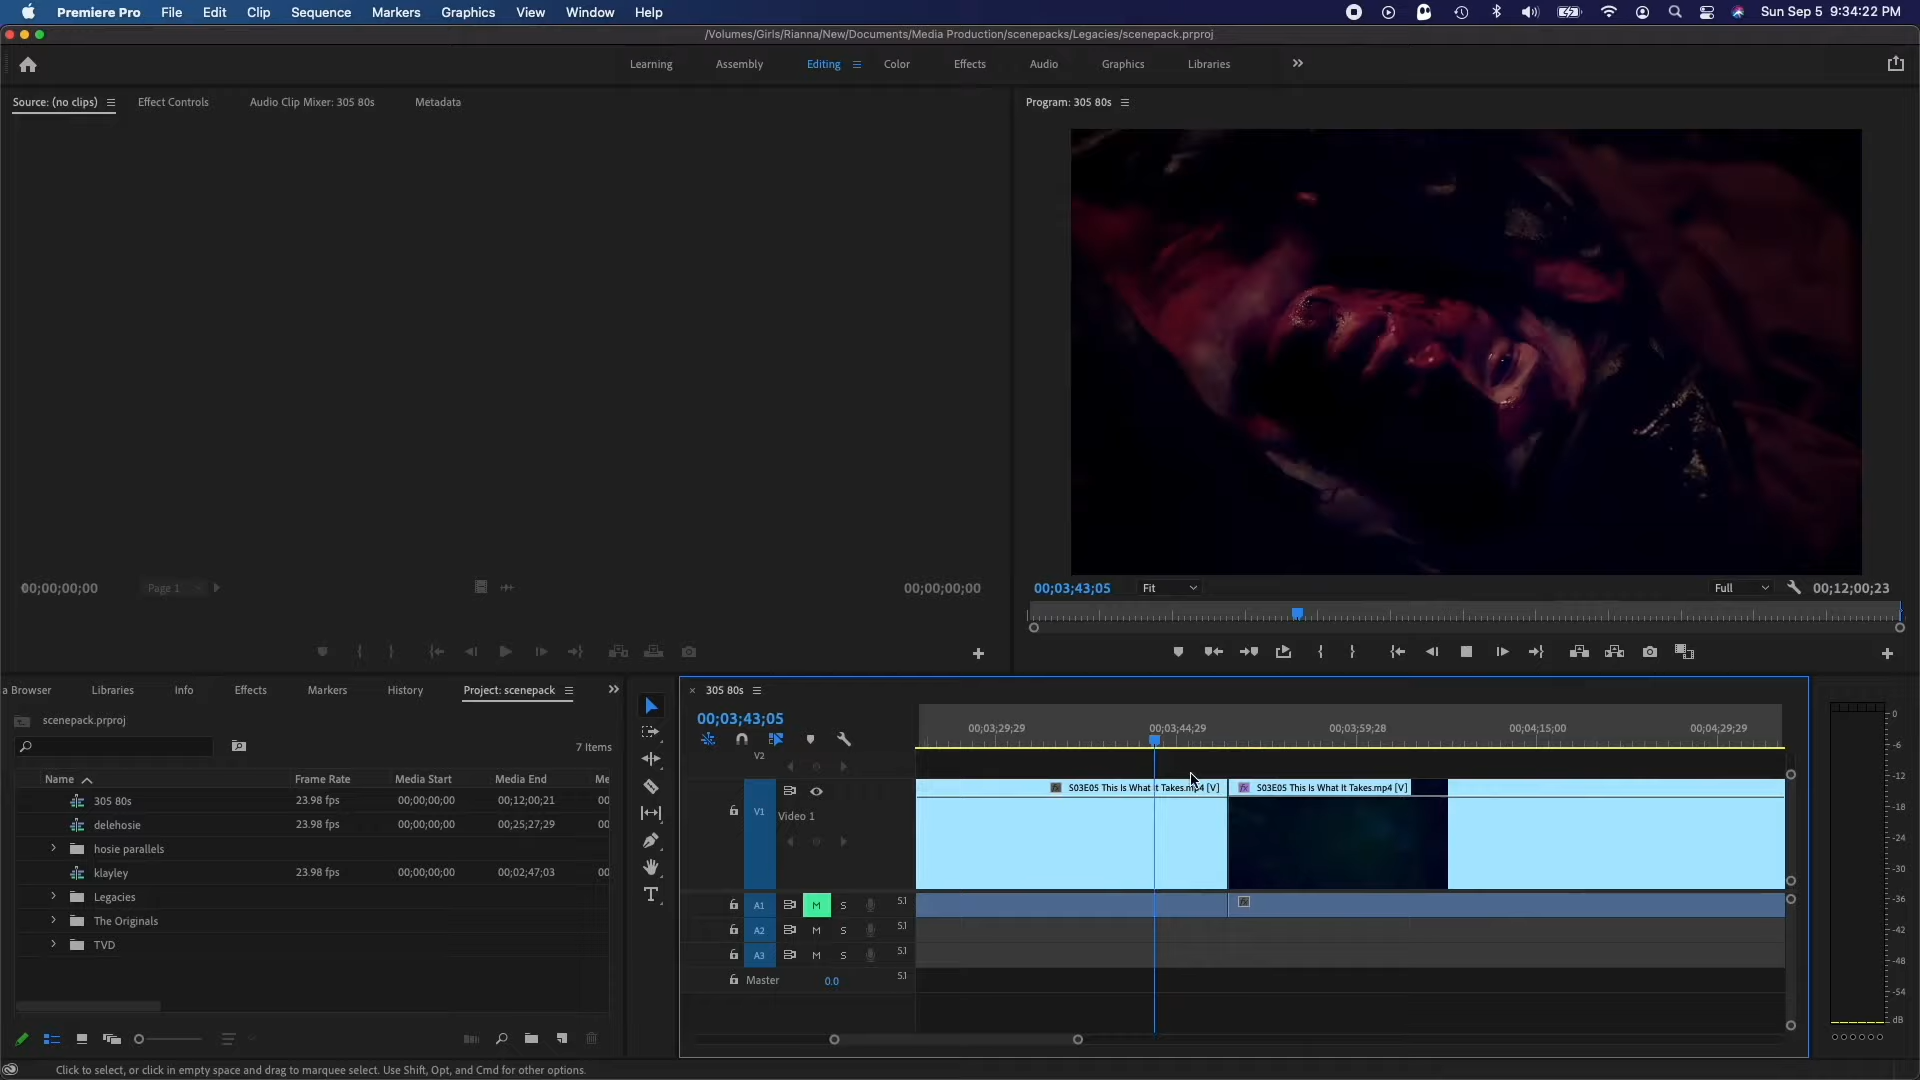 Premiere Pro File Edit Clip Sequence Markers Graphics View Window Help Sun Sep 5 9:34:22 PM
/Volumes/Girls/Rianna/New/Documents/Media Production/scenepacks/Legacies/scenepack.prproj
Learning Assembly Editing Color Effects Audio Graphics Libraries
Source: (no clips) Effect Controls Audio Clip Mixer: 305 80s Metadata
Program: 305 80s
00;00;00;00 Page 1 00;00;00;00
00;03;43;05 Fit Full 00;12;00;23
a Browser Libraries Info Effects Markers History Project: scenepack
scenepack.prproj
7 Items
Name Frame Rate Media Start Media End Me
305 80s 23.98 fps 00;00;00;00 00;12;00;21 00
delehosie 23.98 fps 00;00;00;00 00;25;27;29 00
hosie parallels
klayley 23.98 fps 00;00;00;00 00;02;47;03 00
Legacies
The Originals
TVD
305 80s
00;03;43;05
00;03;29;29 00;03;44;29 00;03;59;28 00;04;15;00 00;04;29;29
V2
S03E05 This Is What It Takes.mp4 [V] S03E05 This Is What It Takes.mp4 [V]
V1 Video 1
A1 M S 5.1
A2 M S 5.1
A3 M S 5.1
Master 0.0 5.1
0
-6
-12
-18
-24
-30
-36
-42
-48
-54
dB
Click to select, or click in empty space and drag to marquee select. Use Shift, Opt, and Cmd for other options.